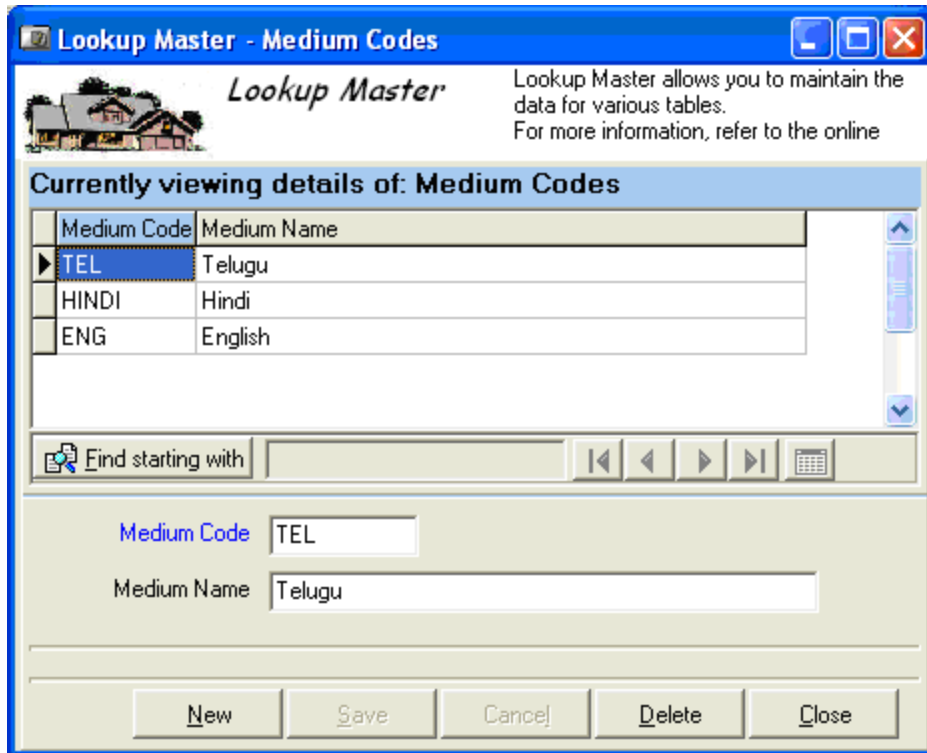 Lookup Master - Medium Codes
Lookup Master
Lookup Master allows you to maintain the
data for various tables.
For more information, refer to the online
Currently viewing details of: Medium Codes
Medium Code Medium Name
TEL Telugu
HINDI Hindi
ENG English
Find starting with
Medium Code TEL
Medium Name Telugu
New Save Cancel Delete Close